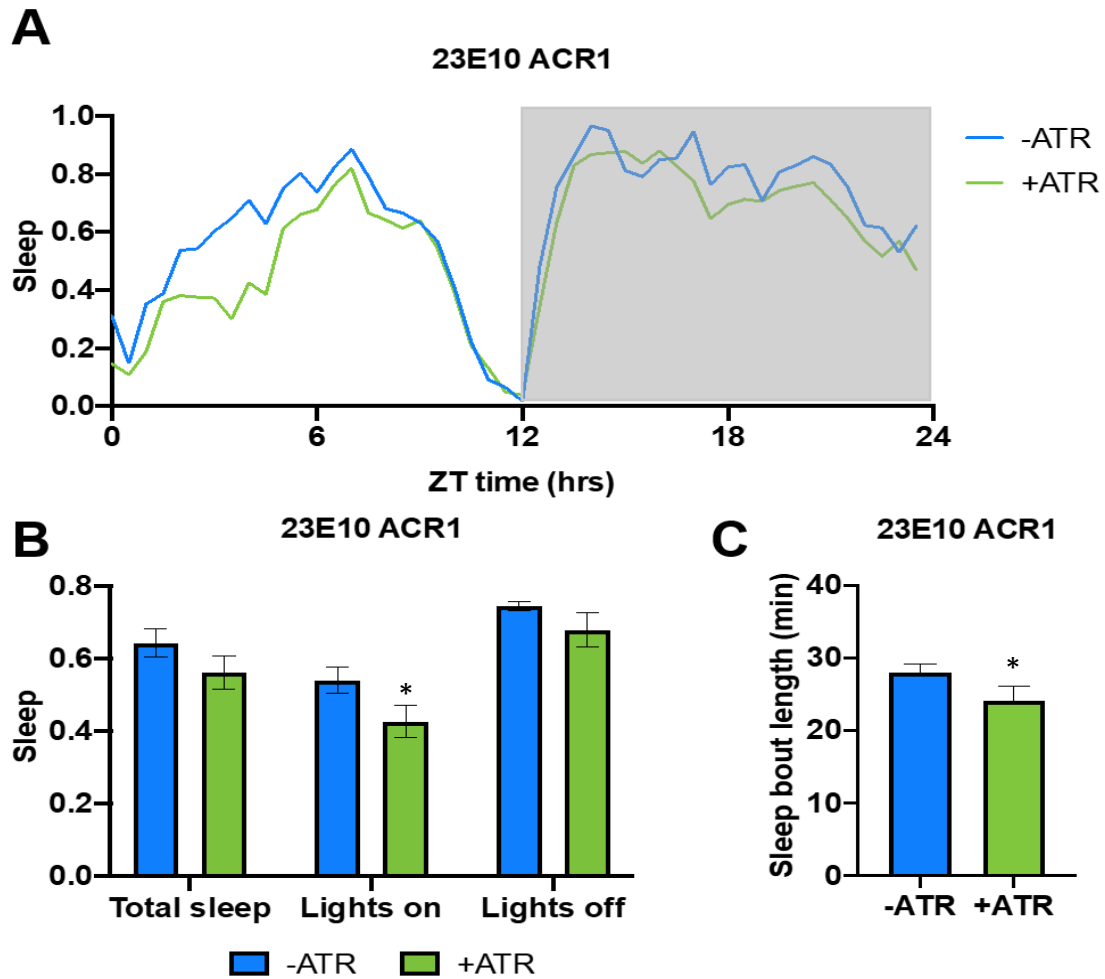 A
23E10 ACR1
1.0
0.8
0.6
0.4
0.2
0.0
Sleep
0 6 12 18 24
ZT time (hrs)
-ATR
+ATR
B
23E10 ACR1
0.8
0.6
0.4
0.2
0.0
Sleep
*
Total sleep Lights on Lights off
-ATR +ATR
C
23E10 ACR1
40
30
20
10
0
Sleep bout length (min)
*
-ATR +ATR